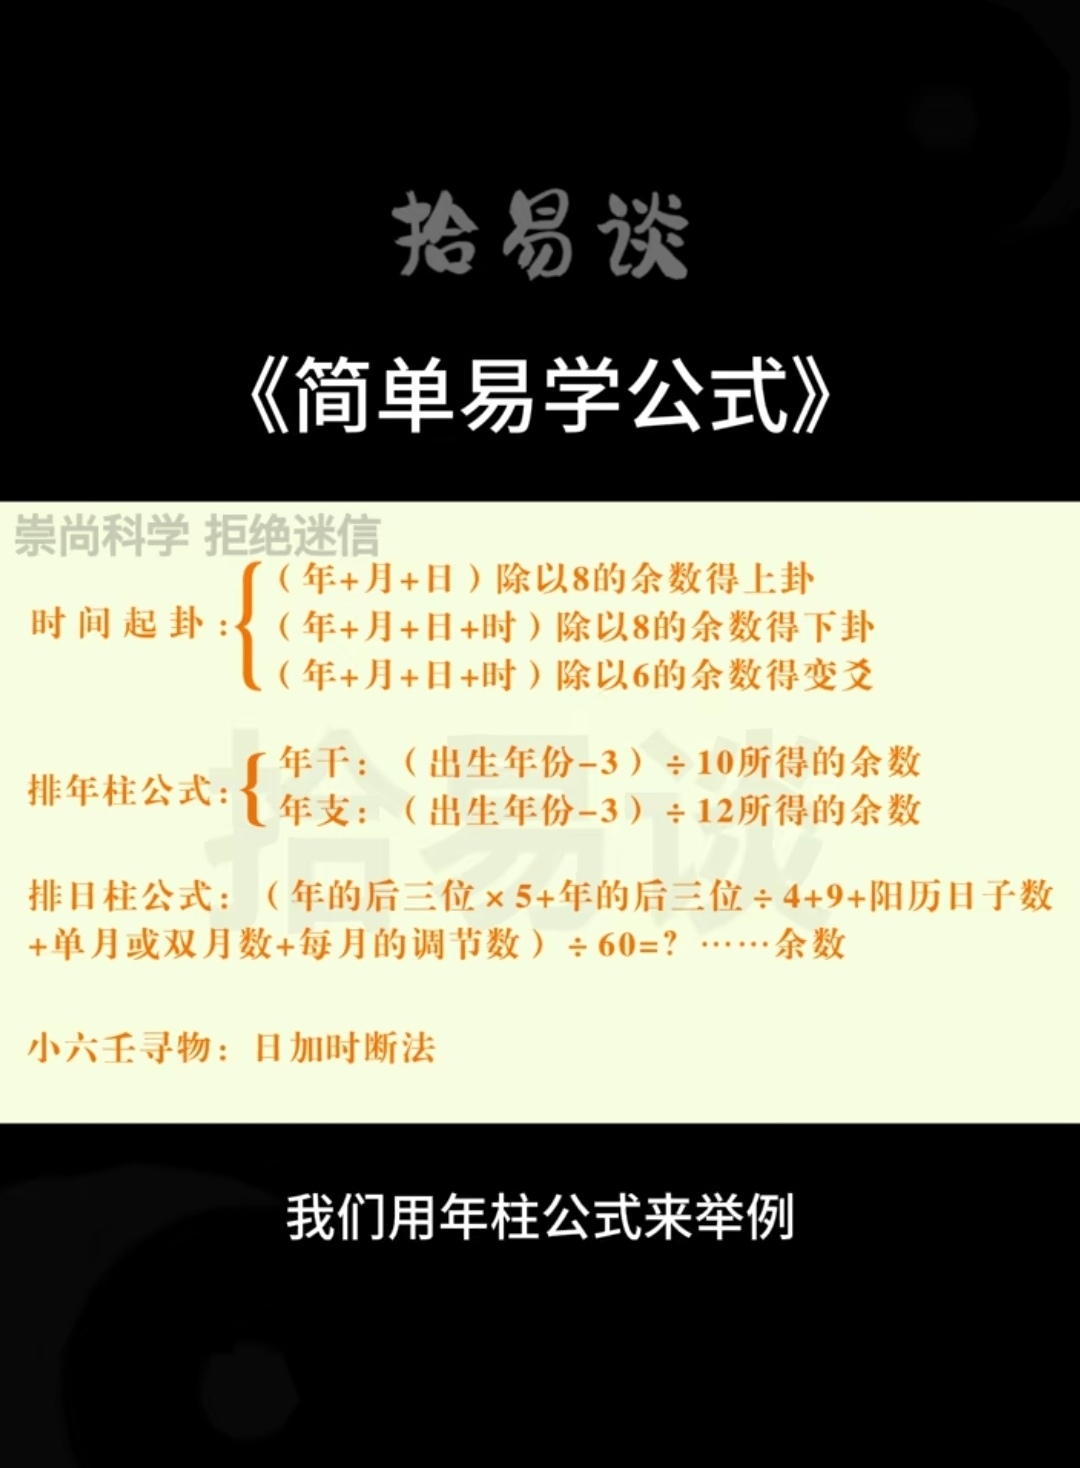 拾易谈
《简单易学公式》
崇尚科学 拒绝迷信
时间起卦:
（年+月+日）除以8的余数得上卦
（年+月+日+时）除以8的余数得下卦
（年+月+日+时）除以6的余数得变爻
排年柱公式:
年干：（出生年份-3）÷10所得的余数
年支：（出生年份-3）÷12所得的余数
拾易谈
排日柱公式：（年的后三位×5+年的后三位÷4+9+阳历日子数
+单月或双月数+每月的调节数）÷60=? ……余数
小六壬寻物：日加时断法
我们用年柱公式来举例